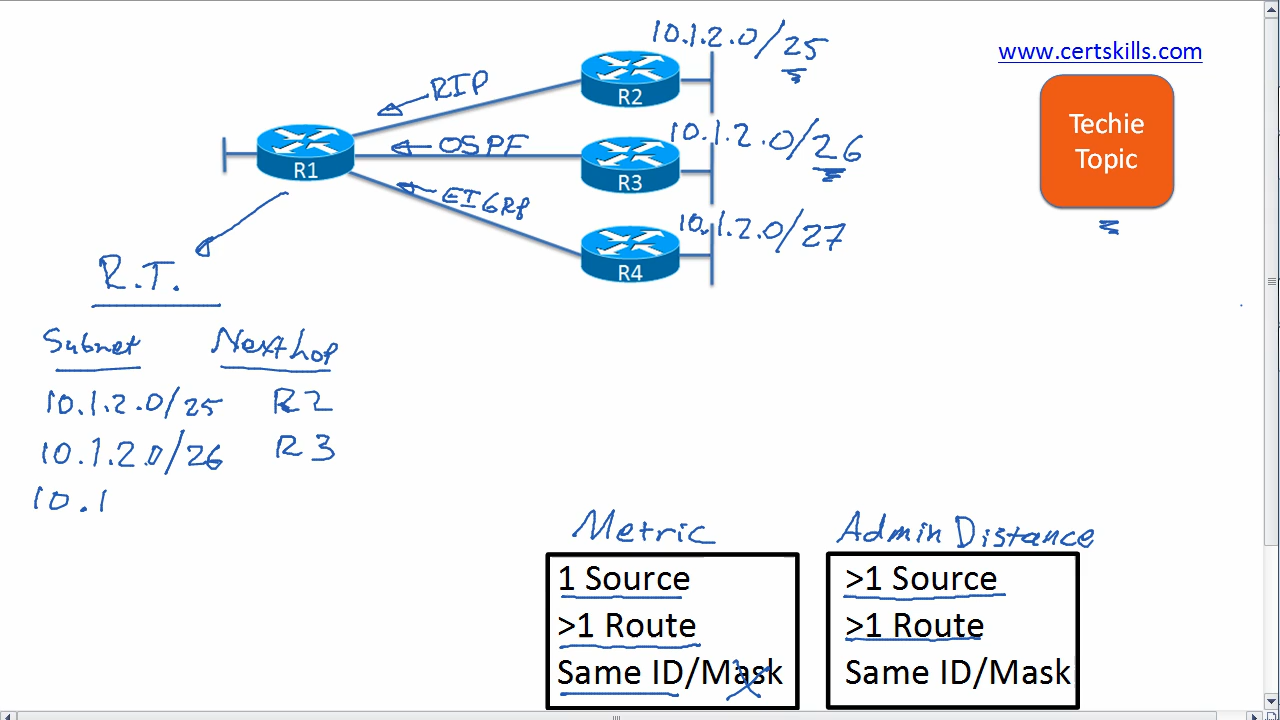 10.1.2.0/25
www.certskills.com
RIP
R2
Techie
Topic
10.1.2.0/26
OSPF
R1
R3
EIGRP
10.1.2.0/27
R4
R.T.
Subnet Next hop
10.1.2.0/25 R2
10.1.2.0/26 R3
10.1
Metric
1 Source
>1 Route
Same ID/Mask
Admin Distance
>1 Source
>1 Route
Same ID/Mask